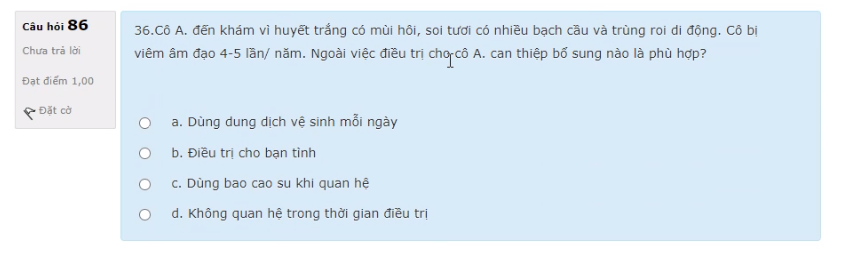 Câu hỏi 86
Chưa trả lời
Đạt điểm 1,00
Đặt cờ
36.Cô A. đến khám vì huyết trắng có mùi hôi, soi tươi có nhiều bạch cầu và trùng roi di động. Cô bị
viêm âm đạo 4-5 lần/ năm. Ngoài việc điều trị cho cô A. can thiệp bổ sung nào là phù hợp?
a. Dùng dung dịch vệ sinh mỗi ngày
b. Điều trị cho bạn tình
c. Dùng bao cao su khi quan hệ
d. Không quan hệ trong thời gian điều trị